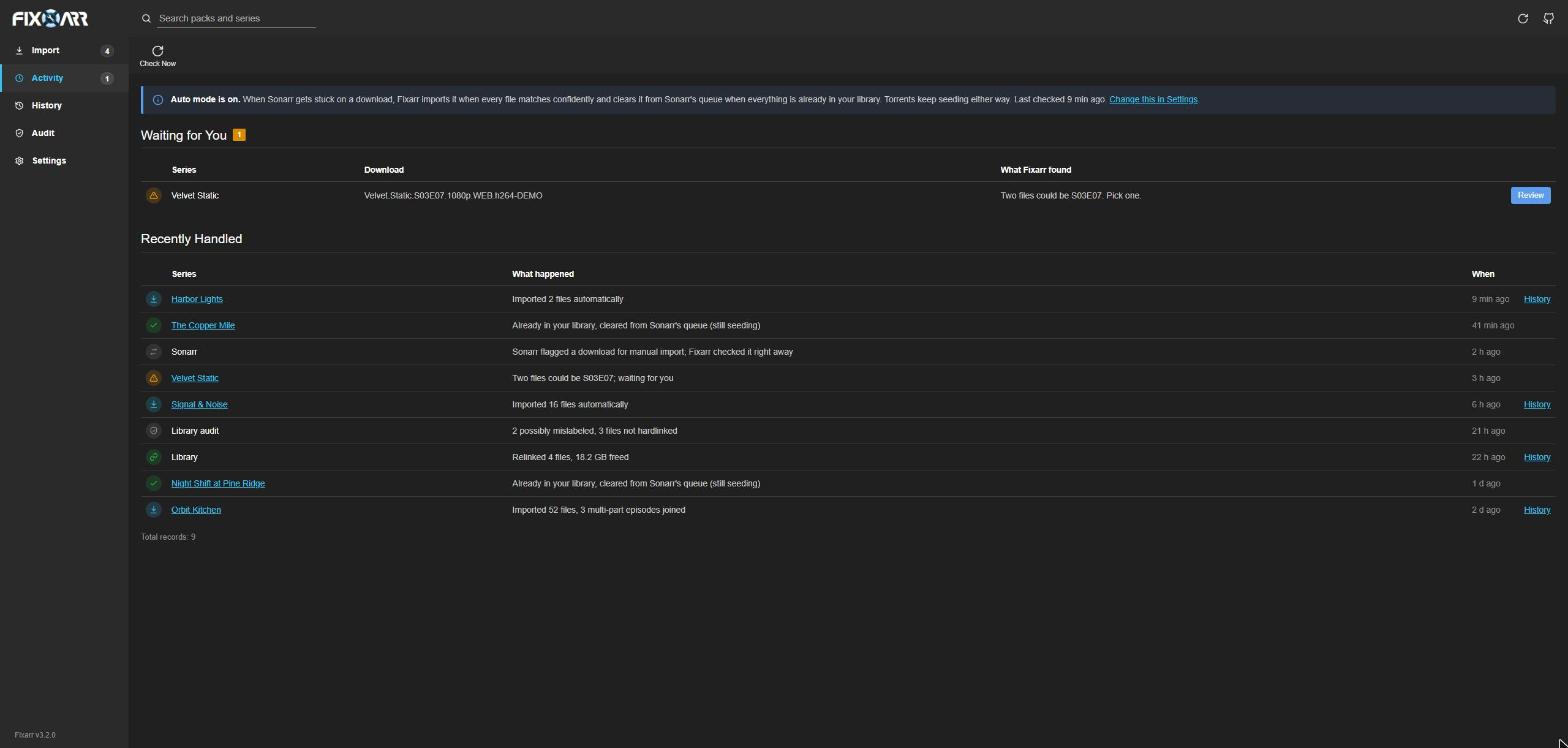 FIXARR
Search packs and series
Import 4
Activity 1
History
Audit
Settings
Check Now
Auto mode is on. When Sonarr gets stuck on a download, Fixarr imports it when every file matches confidently and clears it from Sonarr's queue when everything is already in your library. Torrents keep seeding either way. Last checked 9 min ago. Change this in Settings
Waiting for You 1
Series Download What Fixarr found
Velvet Static Velvet.Static.S03E07.1080p.WEB.h264-DEMO Two files could be S03E07. Pick one. Review
Recently Handled
Series What happened When
Harbor Lights Imported 2 files automatically 9 min ago History
The Copper Mile Already in your library, cleared from Sonarr's queue (still seeding) 41 min ago
Sonarr Sonarr flagged a download for manual import; Fixarr checked it right away 2 h ago
Velvet Static Two files could be S03E07; waiting for you 3 h ago
Signal & Noise Imported 16 files automatically 6 h ago History
Library audit 2 possibly mislabeled, 3 files not hardlinked 21 h ago
Library Relinked 4 files, 18.2 GB freed 22 h ago History
Night Shift at Pine Ridge Already in your library, cleared from Sonarr's queue (still seeding) 1 d ago
Orbit Kitchen Imported 52 files, 3 multi-part episodes joined 2 d ago History
Total records: 9
Fixarr v3.2.0